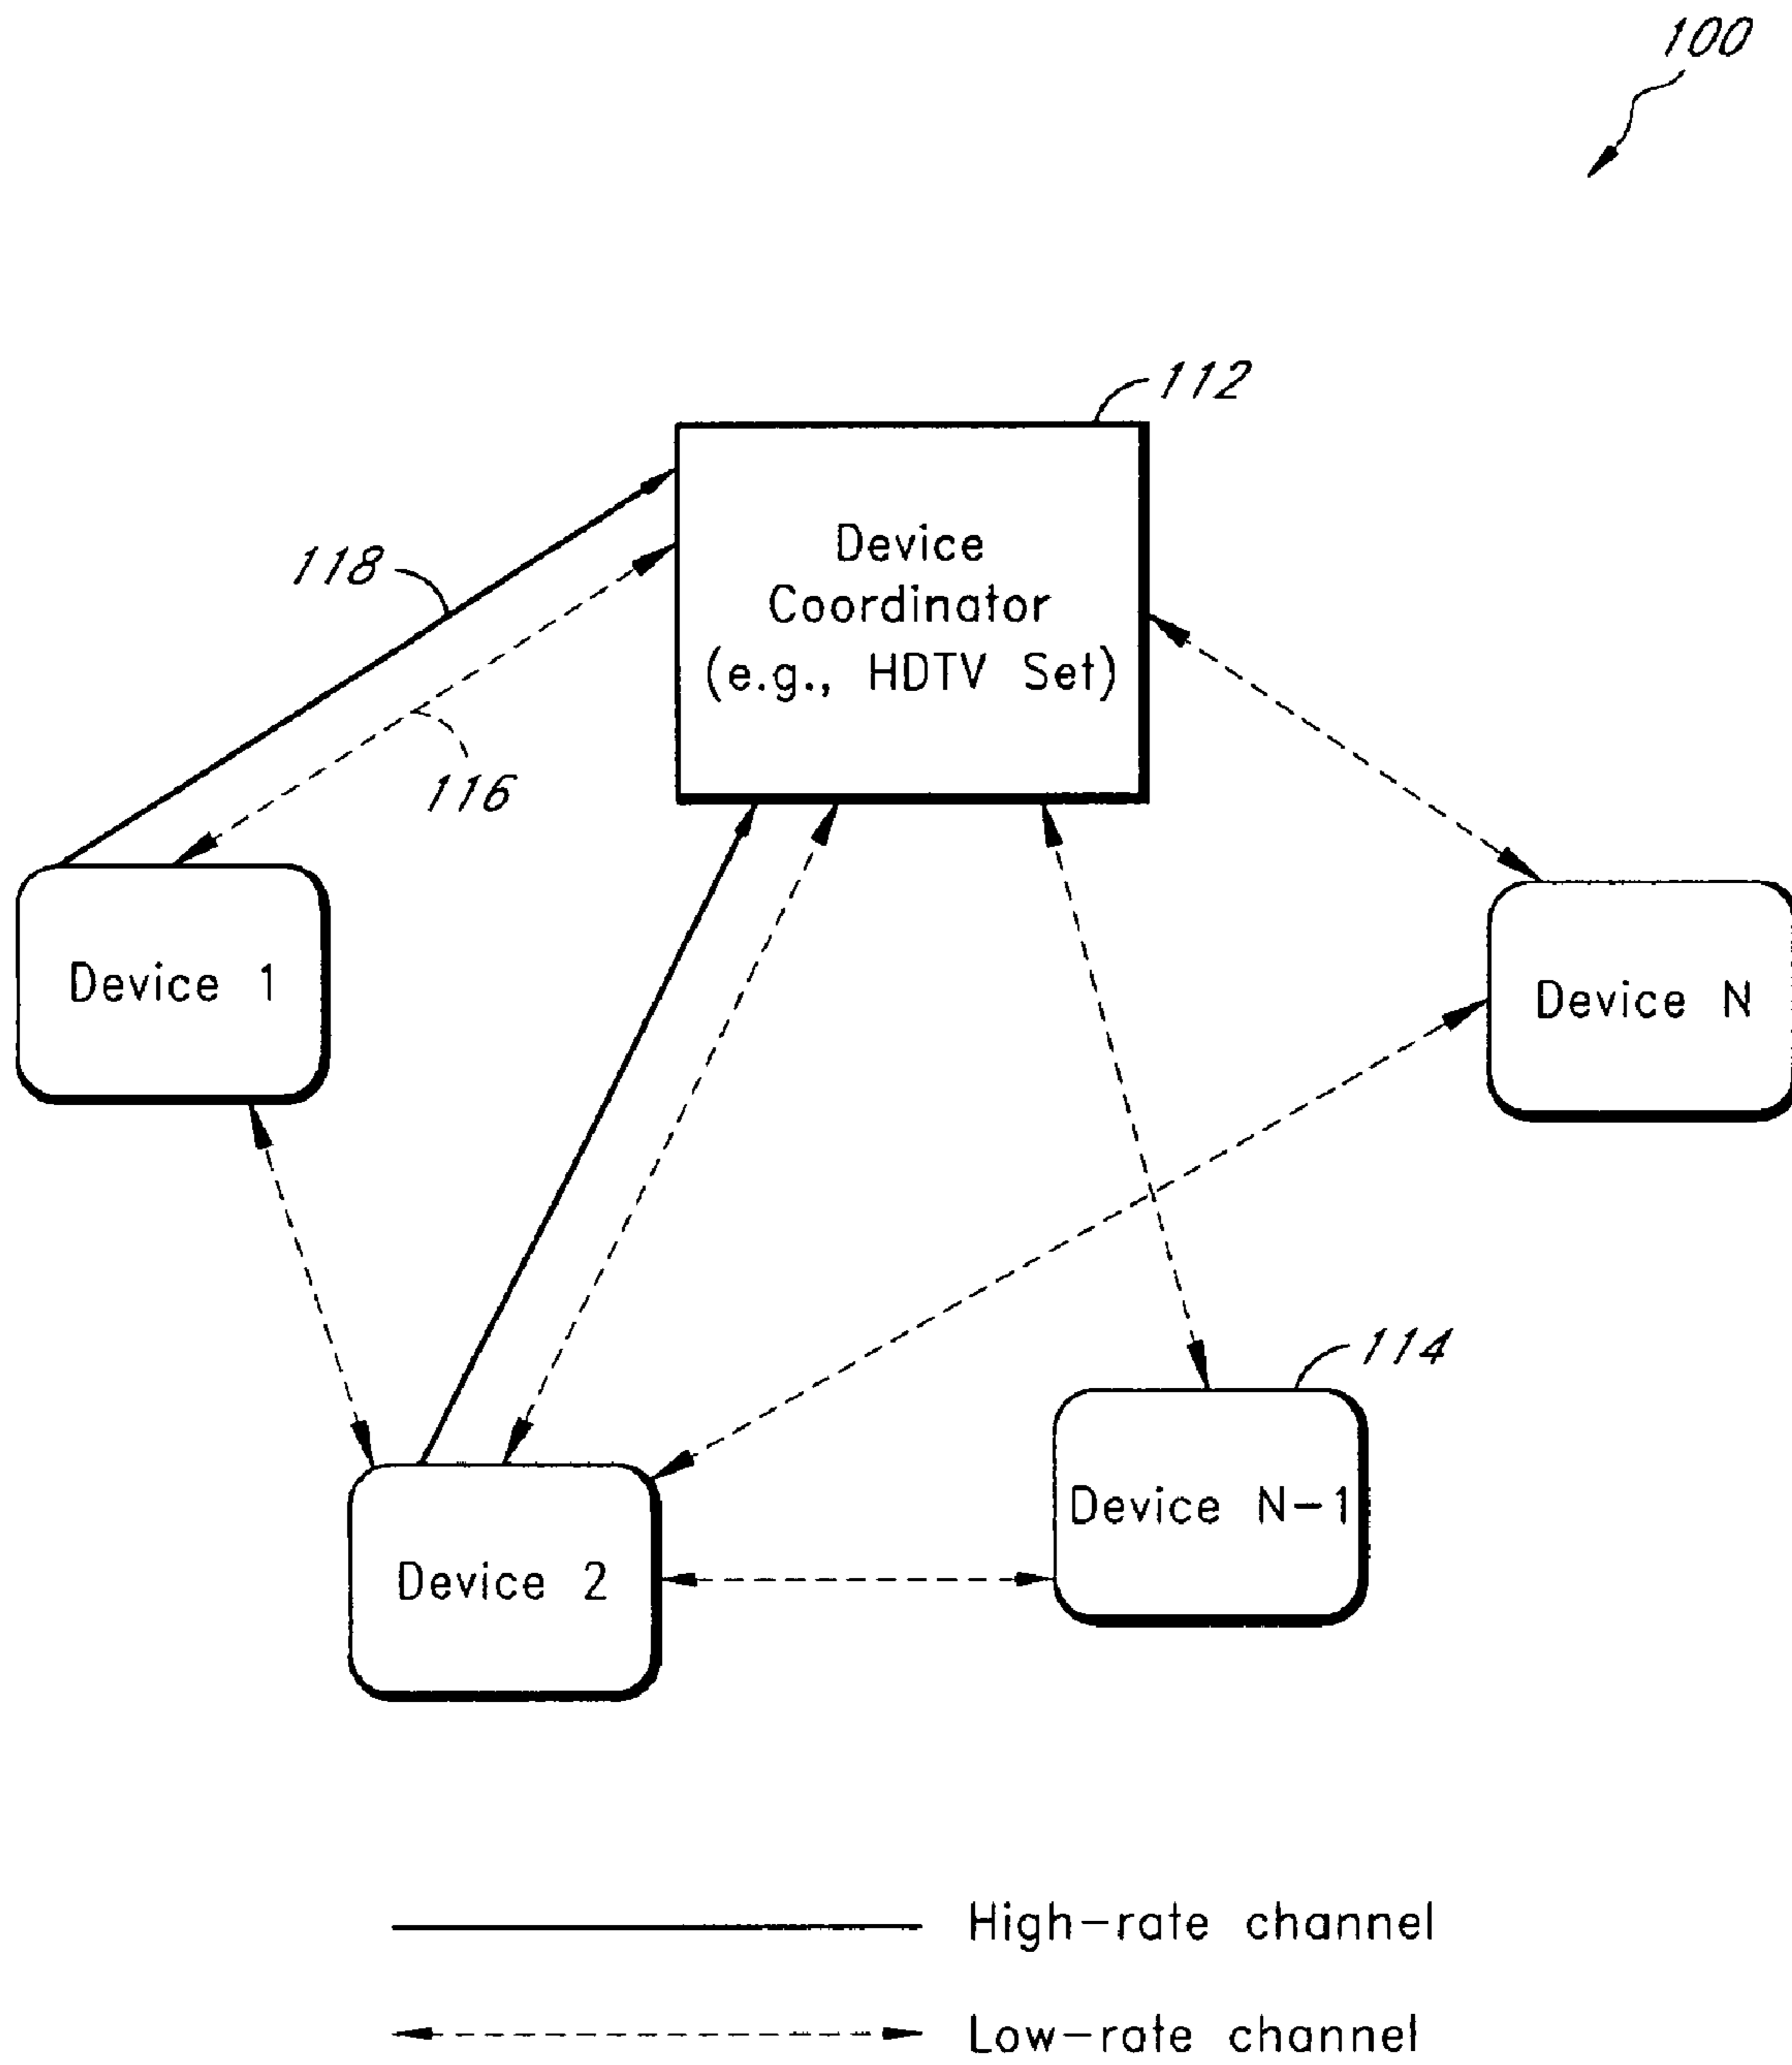 100
112
Device
Coordinator
(e.g., HDTV Set)
118
116
Device 1
Device N
114
Device N-1
Device 2
High-rate channel
Low-rate channel